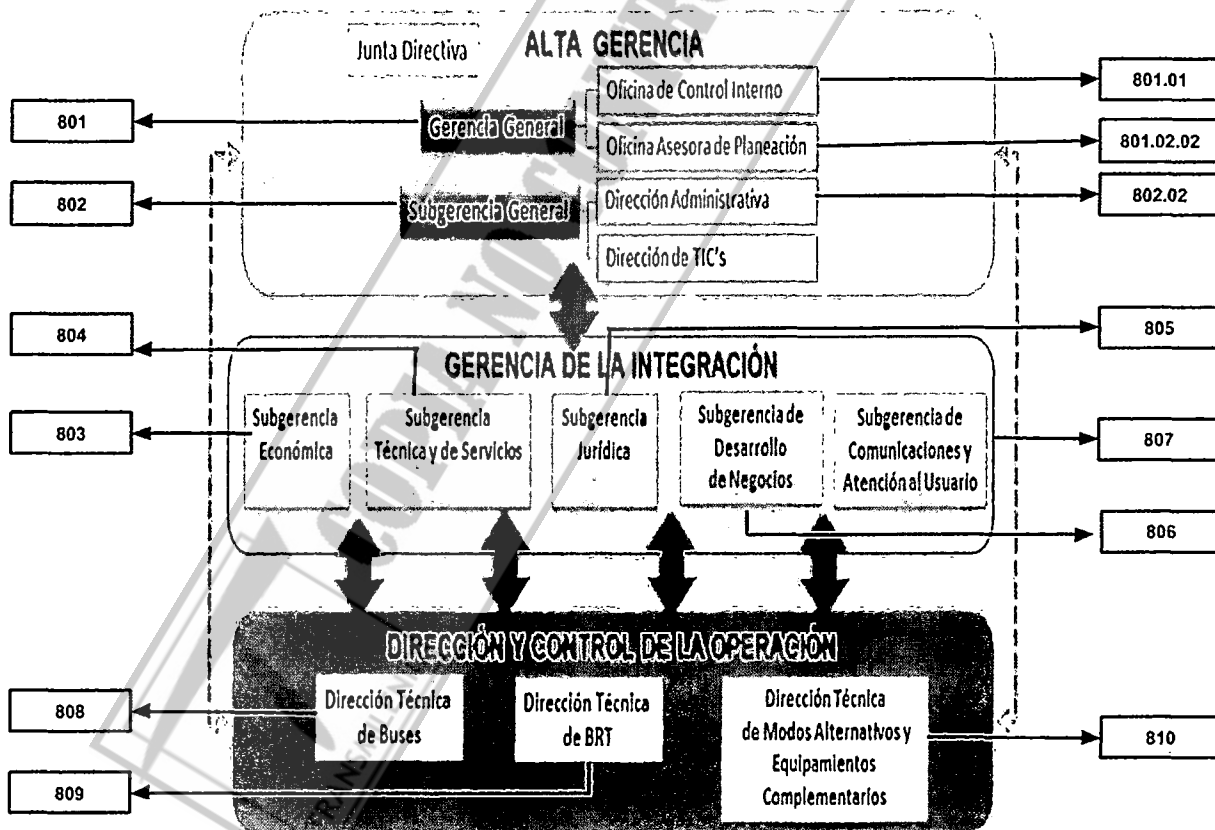 ALTA GERENCIA
Junta Directiva
Oficina de Control Interno
801.01
801
Gerencia General
Oficina Asesora de Planeación
801.02.02
802
Subgerencia General
Dirección Administrativa
802.02
Dirección de TIC's
804
805
GERENCIA DE LA INTEGRACIÓN
803
Subgerencia
Económica
Subgerencia
Técnica y de Servicios
Subgerencia
Jurídica
Subgerencia de
Desarrollo
de Negocios
Subgerencia de
Comunicaciones y
Atención al Usuario
807
806
DIRECCIÓN Y CONTROL DE LA OPERACIÓN
808
Dirección Técnica
de Buses
Dirección Técnica
de BRT
Dirección Técnica
de Modos Alternativos y
Equipamientos
Complementarios
810
809
COPIA NO CONTRO